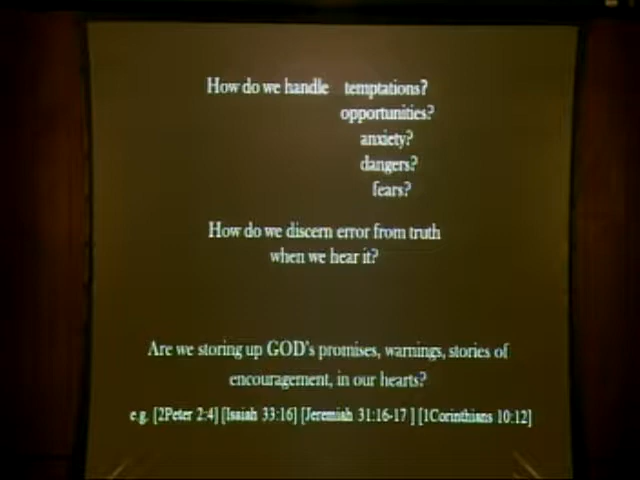 How do we handle temptations?
opportunities?
anxiety?
dangers?
fears?
How do we discern error from truth
when we hear it?
Are we storing up GOD's promises, warnings, stories of
encouragement, in our hearts?
e.g. [2Peter 2:4] [Isaiah 33:16] [Jeremiah 31:16-17 ] [1Corinthians 10:12]